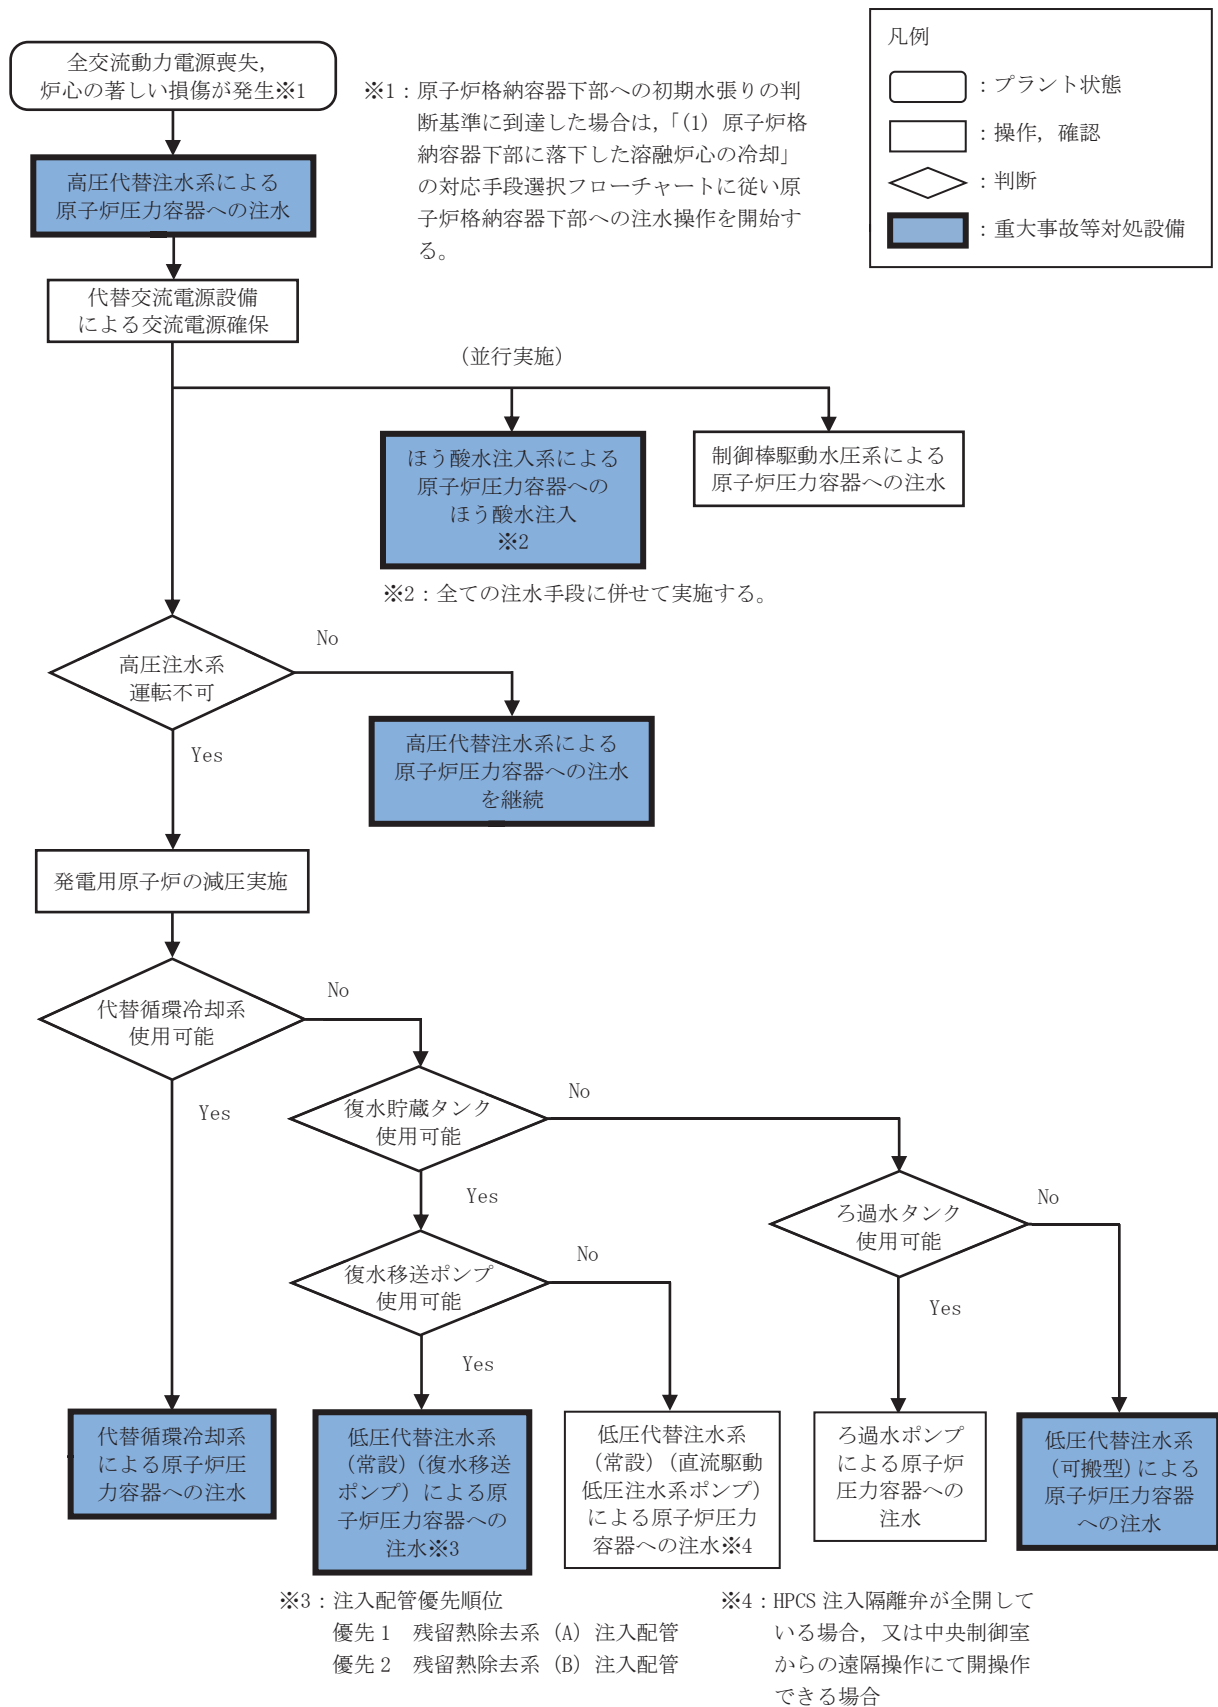 全交流動力電源喪失,
炉心の著しい損傷が発生※1
※1：原子炉格納容器下部への初期水張りの判
断基準に到達した場合は,「(1) 原子炉格
納容器下部に落下した溶融炉心の冷却」
の対応手段選択フローチャートに従い原
子炉格納容器下部への注水操作を開始す
る。
凡例
：プラント状態
：操作, 確認
：判断
：重大事故等対処設備
高圧代替注水系による
原子炉圧力容器への注水
代替交流電源設備
による交流電源確保
(並行実施)
ほう酸水注入系による
原子炉圧力容器への
ほう酸水注入
※2
制御棒駆動水圧系による
原子炉圧力容器への注水
※2：全ての注水手段に併せて実施する。
高圧注水系
運転不可
No
Yes
高圧代替注水系による
原子炉圧力容器への注水
を継続
発電用原子炉の減圧実施
代替循環冷却系
使用可能
No
Yes
復水貯蔵タンク
使用可能
No
Yes
ろ過水タンク
使用可能
No
Yes
復水移送ポンプ
使用可能
No
Yes
代替循環冷却系
による原子炉圧
力容器への注水
低圧代替注水系
(常設)(復水移送
ポンプ) による原
子炉圧力容器への
注水※3
低圧代替注水系
(常設) (直流駆動
低圧注水系ポンプ)
による原子炉圧力
容器への注水※4
ろ過水ポンプ
による原子炉
圧力容器への
注水
低圧代替注水系
(可搬型)による
原子炉圧力容器
への注水
※3：注入配管優先順位
優先 1　残留熱除去系 (A) 注入配管
優先 2　残留熱除去系 (B) 注入配管
※4：HPCS 注入隔離弁が全開して
いる場合, 又は中央制御室
からの遠隔操作にて開操作
できる場合